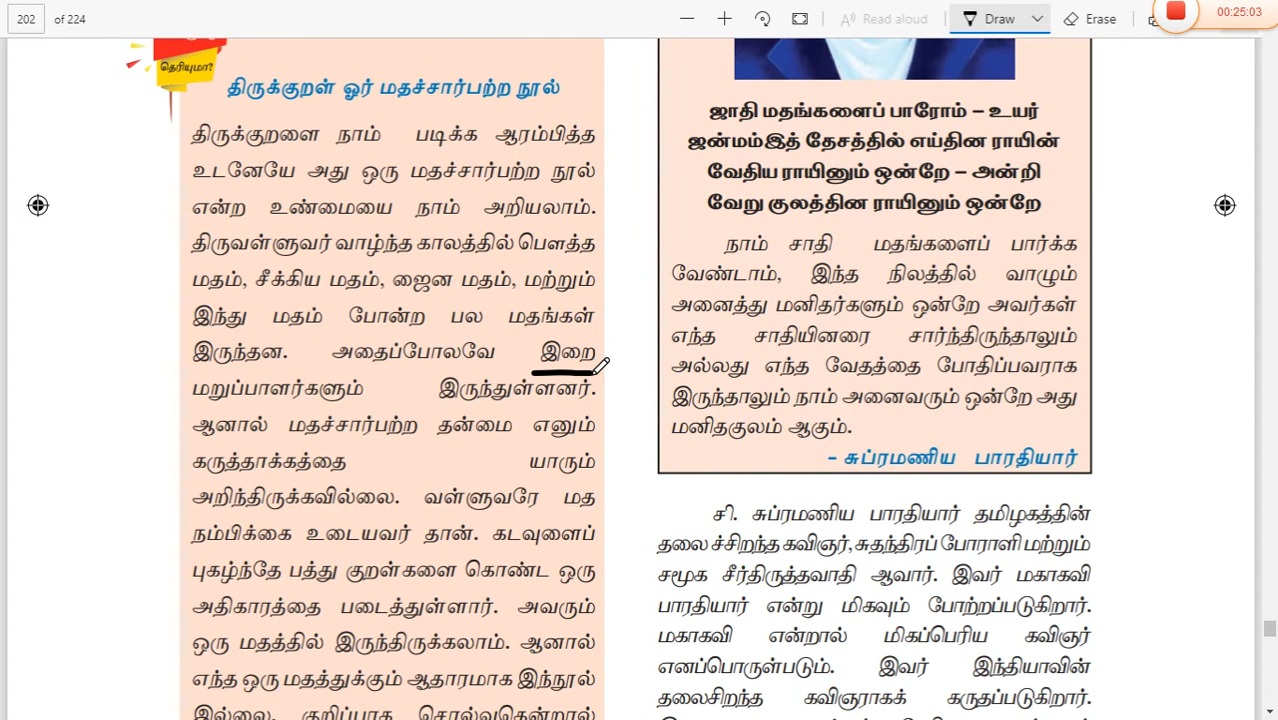 202 of 224
Read aloud
Draw
Erase
00:25:03
தெரியுமா?
திருக்குறள் ஓர் மதச்சார்பற்ற நூல்
திருக்குறளை நாம் படிக்க ஆரம்பித்த
உடனேயே அது ஒரு மதச்சார்பற்ற நூல்
என்ற உண்மையை நாம் அறியலாம்.
திருவள்ளுவர் வாழ்ந்த காலத்தில் பௌத்த
மதம், சீக்கிய மதம், ஜைன மதம், மற்றும்
இந்து மதம் போன்ற பல மதங்கள்
இருந்தன. அதைப்போலவே இறை
மறுப்பாளர்களும் இருந்துள்ளனர்.
ஆனால் மதச்சார்பற்ற தன்மை எனும்
கருத்தாக்கத்தை யாரும்
அறிந்திருக்கவில்லை. வள்ளுவரே மத
நம்பிக்கை உடையவர் தான். கடவுளைப்
புகழ்ந்தே பத்து குறள்களை கொண்ட ஒரு
அதிகாரத்தை படைத்துள்ளார். அவரும்
ஒரு மதத்தில் இருந்திருக்கலாம். ஆனால்
எந்த ஒரு மதத்துக்கும் ஆதாரமாக இந்நூல்
இல்லை. குறிப்பாக சொல்வதென்றால்
ஜாதி மதங்களைப் பாரோம் – உயர்
ஜன்மம்இத் தேசத்தில் எய்தின ராயின்
வேதிய ராயினும் ஒன்றே – அன்றி
வேறு குலத்தின ராயினும் ஒன்றே
நாம் சாதி மதங்களைப் பார்க்க
வேண்டாம், இந்த நிலத்தில் வாழும்
அனைத்து மனிதர்களும் ஒன்றே அவர்கள்
எந்த சாதியினரை சார்ந்திருந்தாலும்
அல்லது எந்த வேதத்தை போதிப்பவராக
இருந்தாலும் நாம் அனைவரும் ஒன்றே அது
மனிதகுலம் ஆகும்.
– சுப்ரமணிய பாரதியார்
சி. சுப்ரமணிய பாரதியார் தமிழகத்தின்
தலை ச்சிறந்த கவிஞர், சுதந்திரப் போராளி மற்றும்
சமூக சீர்திருத்தவாதி ஆவார். இவர் மகாகவி
பாரதியார் என்று மிகவும் போற்றப்படுகிறார்.
மகாகவி என்றால் மிகப்பெரிய கவிஞர்
எனப்பொருள்படும். இவர் இந்தியாவின்
தலைசிறந்த கவிஞராகக் கருதப்படுகிறார்.